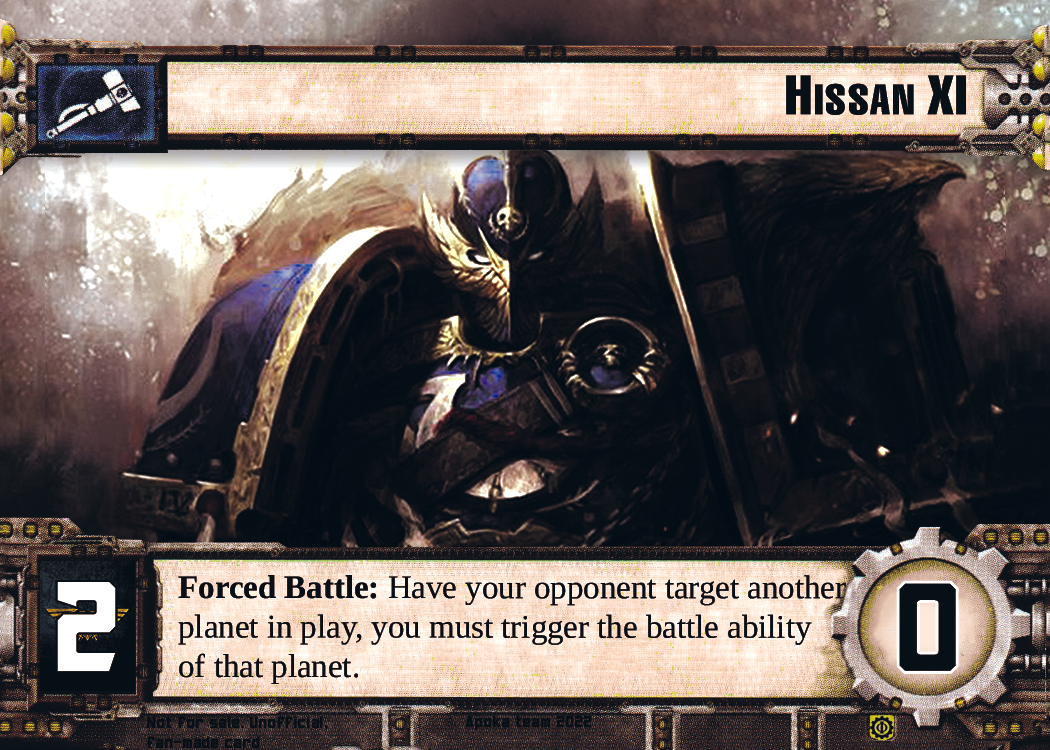 HISSAN XI
IV
Forced Battle: Have your opponent target another
planet in play, you must trigger the battle ability
of that planet.
2
0
Not for sale. Unofficial.
Fan-made card
Apoka team 2022